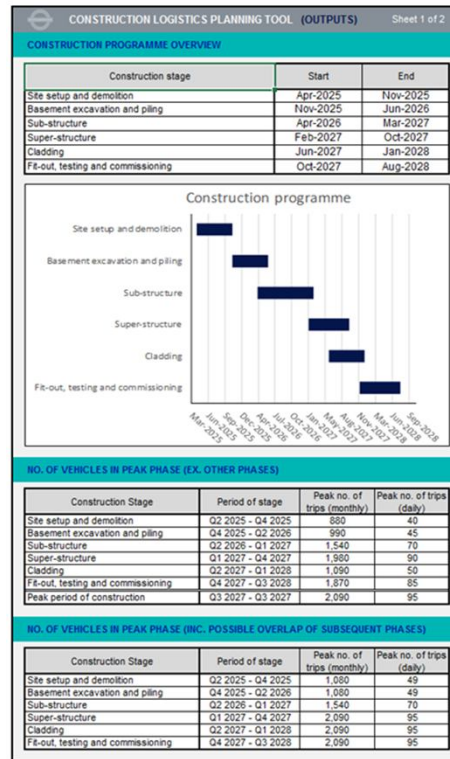 CONSTRUCTION LOGISTICS PLANNING TOOL (OUTPUTS) Sheet 1 of 2
CONSTRUCTION PROGRAMME OVERVIEW
Construction stage Start End
Site setup and demolition Apr-2025 Nov-2025
Basement excavation and piling Nov-2025 Jun-2026
Sub-structure Apr-2026 Mar-2027
Super-structure Feb-2027 Oct-2027
Cladding Jun-2027 Jan-2028
Fit-out, testing and commissioning Oct-2027 Aug-2028
Construction programme
Site setup and demolition
Basement excavation and piling
Sub-structure
Super-structure
Cladding
Fit-out, testing and commissioning
Mar-2025 Jun-2025 Sep-2025 Dec-2025 Apr-2026 Jul-2026 Oct-2026 Jan-2027 May-2027 Aug-2027 Nov-2027 Mar-2028 Jun-2028 Sep-2028
NO. OF VEHICLES IN PEAK PHASE (EX. OTHER PHASES)
Construction Stage Period of stage Peak no. of trips (monthly) Peak no. of trips (daily)
Site setup and demolition Q2 2025 - Q4 2025 880 40
Basement excavation and piling Q4 2025 - Q2 2026 990 45
Sub-structure Q2 2026 - Q1 2027 1,540 70
Super-structure Q1 2027 - Q4 2027 1,980 90
Cladding Q2 2027 - Q1 2028 1,090 50
Fit-out, testing and commissioning Q4 2027 - Q3 2028 1,870 85
Peak period of construction Q3 2027 - Q3 2027 2,090 95
NO. OF VEHICLES IN PEAK PHASE (INC. POSSIBLE OVERLAP OF SUBSEQUENT PHASES)
Construction Stage Period of stage Peak no. of trips (monthly) Peak no. of trips (daily)
Site setup and demolition Q2 2025 - Q4 2025 1,080 49
Basement excavation and piling Q4 2025 - Q2 2026 1,080 49
Sub-structure Q2 2026 - Q1 2027 1,540 70
Super-structure Q1 2027 - Q4 2027 2,090 95
Cladding Q2 2027 - Q1 2028 2,090 95
Fit-out, testing and commissioning Q4 2027 - Q3 2028 2,090 95